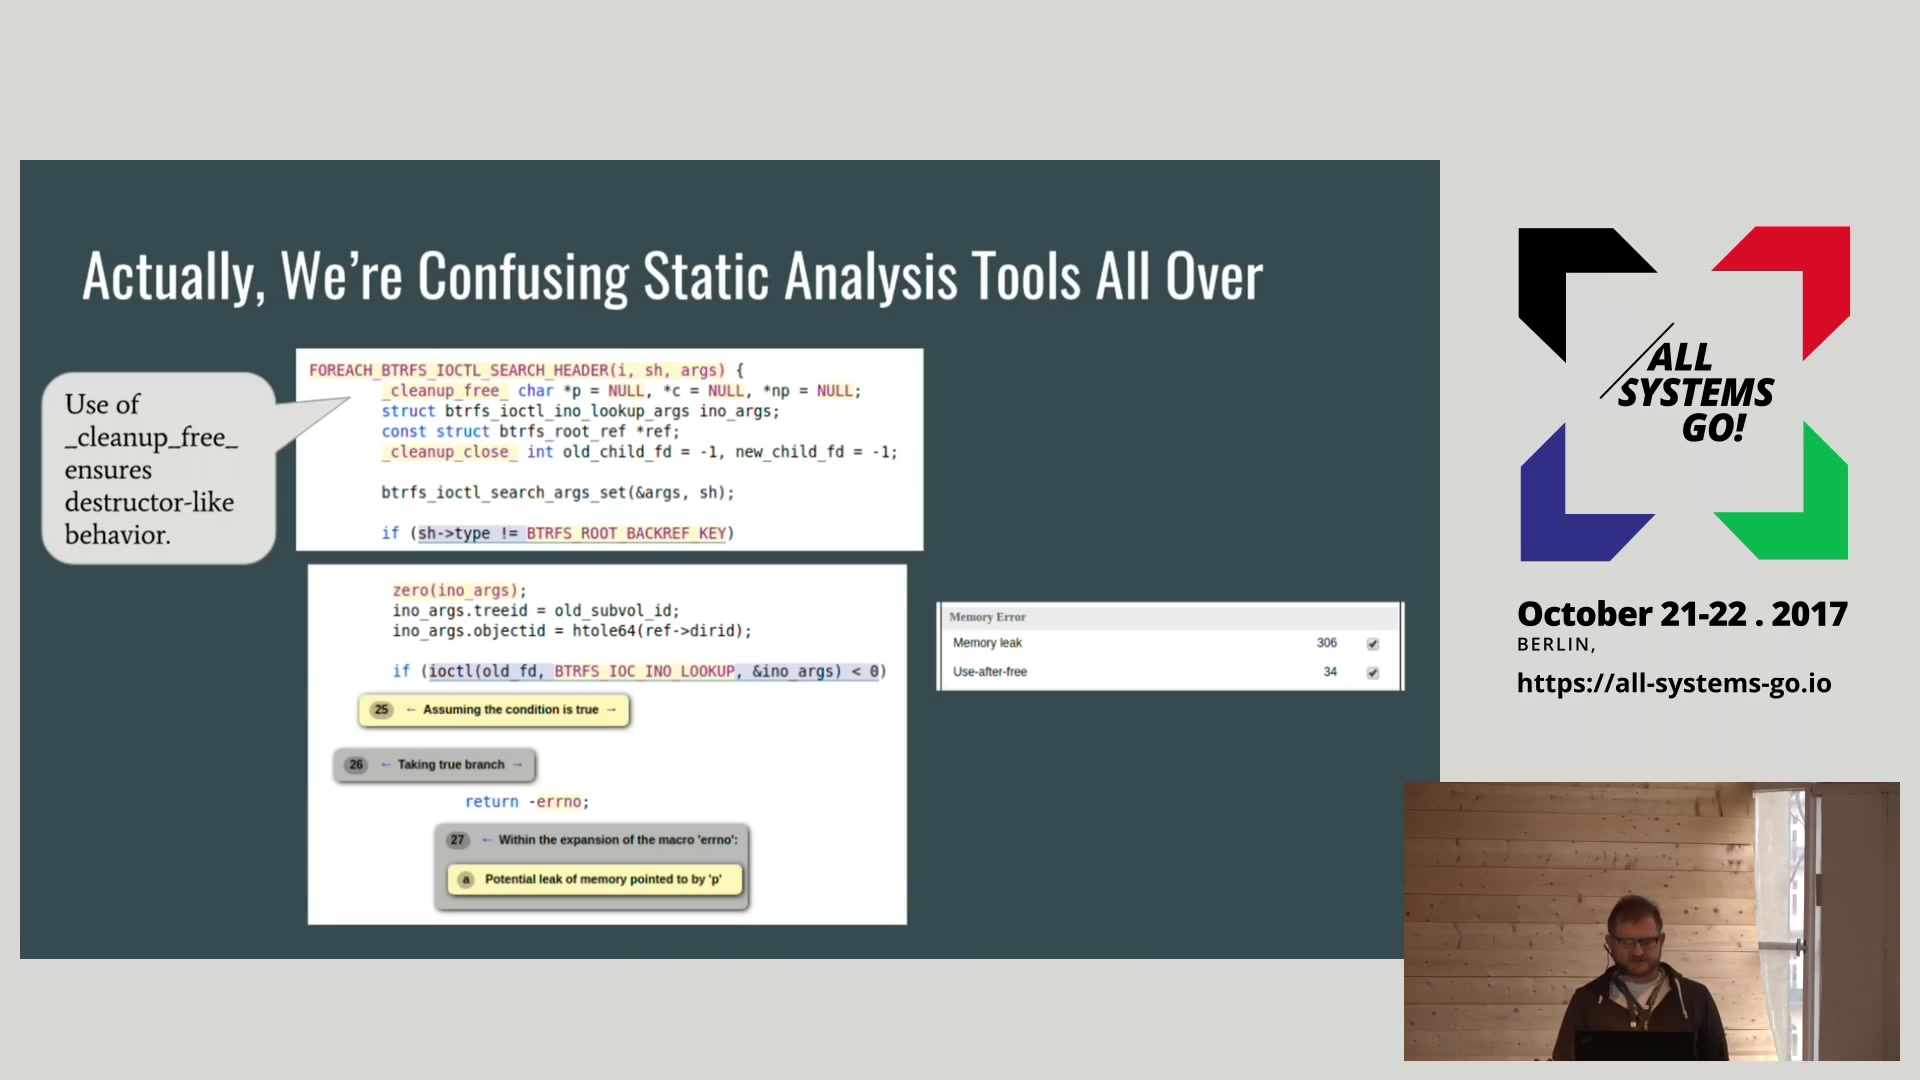 Actually, We're Confusing Static Analysis Tools All Over
Use of
_cleanup_free_
ensures
destructor-like
behavior.
FOREACH_BTRFS_IOCTL_SEARCH_HEADER(i, sh, args) {
_cleanup_free_ char *p = NULL, *c = NULL, *np = NULL;
struct btrfs_ioctl_ino_lookup_args ino_args;
const struct btrfs_root_ref *ref;
_cleanup_close_ int old_child_fd = -1, new_child_fd = -1;
btrfs_ioctl_search_args_set(&args, sh);
if (sh->type != BTRFS_ROOT_BACKREF_KEY)
zero(ino_args);
ino_args.treeid = old_subvol_id;
ino_args.objectid = htole64(ref->dirid);
if (ioctl(old_fd, BTRFS_IOC_INO_LOOKUP, &ino_args) < 0)
25 ← Assuming the condition is true →
26 ← Taking true branch →
return -errno;
27 ← Within the expansion of the macro 'errno':
a Potential leak of memory pointed to by 'p'
Memory Error
Memory leak 306
Use-after-free 34
ALL
SYSTEMS
GO!
October 21-22 . 2017
BERLIN,
https://all-systems-go.io